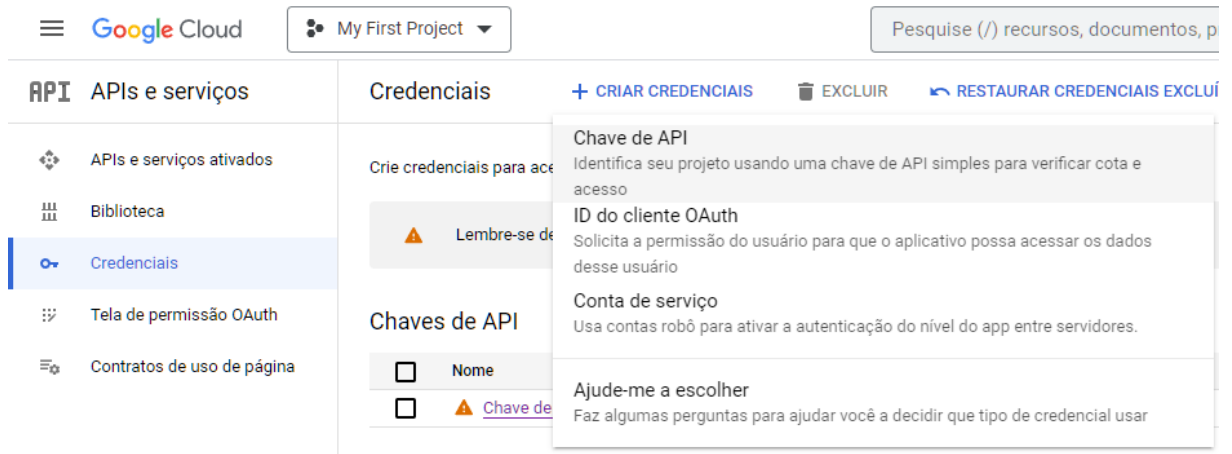 Google Cloud
My First Project
Pesquise (/) recursos, documentos,
API APIs e serviços
Credenciais
+ CRIAR CREDENCIAIS
EXCLUIR
RESTAURAR CREDENCIAIS EXCLUÍ
APIs e serviços ativados
Biblioteca
Credenciais
Tela de permissão OAuth
Contratos de uso de página
Crie credenciais para ace
Lembre-se de
Chaves de API
Nome
Chave de
Chave de API
Identifica seu projeto usando uma chave de API simples para verificar cota e
acesso
ID do cliente OAuth
Solicita a permissão do usuário para que o aplicativo possa acessar os dados
desse usuário
Conta de serviço
Usa contas robô para ativar a autenticação do nível do app entre servidores.
Ajude-me a escolher
Faz algumas perguntas para ajudar você a decidir que tipo de credencial usar